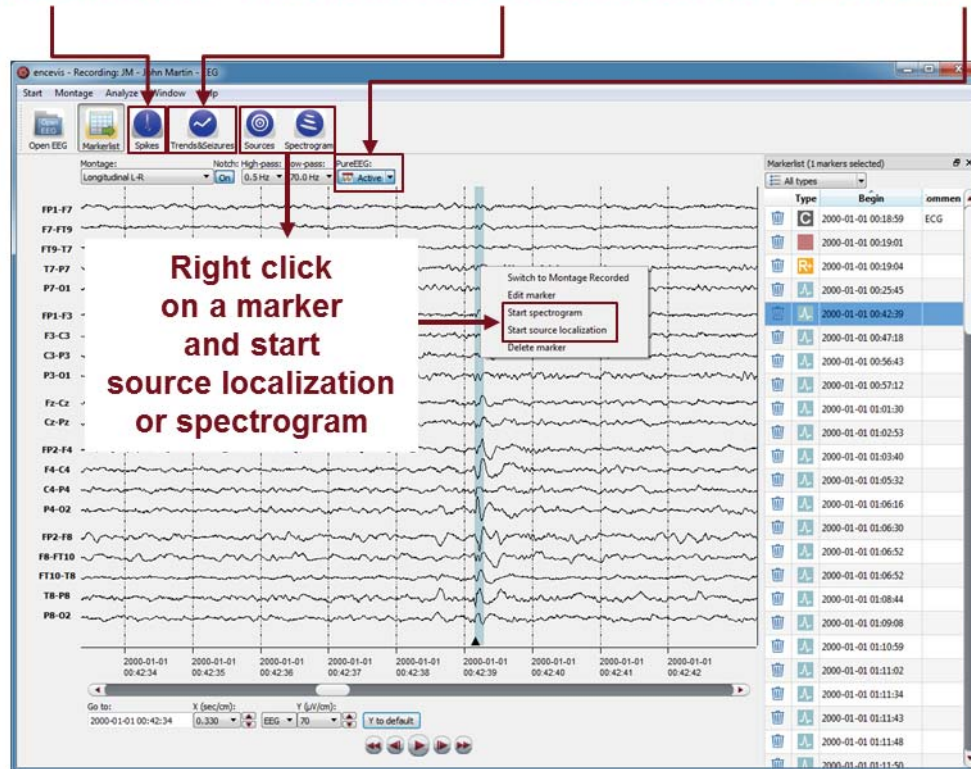 encevis - Recording: JM - John Martin - EEG
Start Montage Analyze Window Help
Open EEG
Open EEG Markerlist Spikes Trends&Seizures Sources Spectrogram
Montage: Notch: High-pass: Low-pass: PureEEG:
Longitudinal L-R On 0.5 Hz 70.0 Hz Active
FP1-F7
F7-FT9
FT9-T7
T7-P7
P7-O1
FP1-F3
F3-C3
C3-P3
P3-O1
Fz-Cz
Cz-Pz
FP2-F4
F4-C4
C4-P4
P4-O2
FP2-F8
F8-FT10
FT10-T8
T8-P8
P8-O2
Right click
on a marker
and start
source localization
or spectrogram
Switch to Montage Recorded
Edit marker
Start spectrogram
Start source localization
Delete marker
2000-01-01 2000-01-01 2000-01-01 2000-01-01 2000-01-01 2000-01-01 2000-01-01 2000-01-01 2000-01-01
00:42:34 00:42:35 00:42:36 00:42:37 00:42:38 00:42:39 00:42:40 00:42:41 00:42:42
Go to: X (sec/cm): Y (µV/cm):
2000-01-01 00:42:34 0.330 EEG 70 Y to default
Markerlist (1 markers selected)
All types
Type Begin ommen
C 2000-01-01 00:18:59 ECG
2000-01-01 00:19:01
R+ 2000-01-01 00:19:04
2000-01-01 00:25:45
2000-01-01 00:42:39
2000-01-01 00:47:18
2000-01-01 00:56:43
2000-01-01 00:57:12
2000-01-01 01:01:30
2000-01-01 01:02:53
2000-01-01 01:03:40
2000-01-01 01:05:32
2000-01-01 01:06:16
2000-01-01 01:06:30
2000-01-01 01:06:52
2000-01-01 01:06:52
2000-01-01 01:08:44
2000-01-01 01:09:08
2000-01-01 01:10:59
2000-01-01 01:11:02
2000-01-01 01:11:34
2000-01-01 01:11:43
2000-01-01 01:11:48
2000-01-01 01:11:50